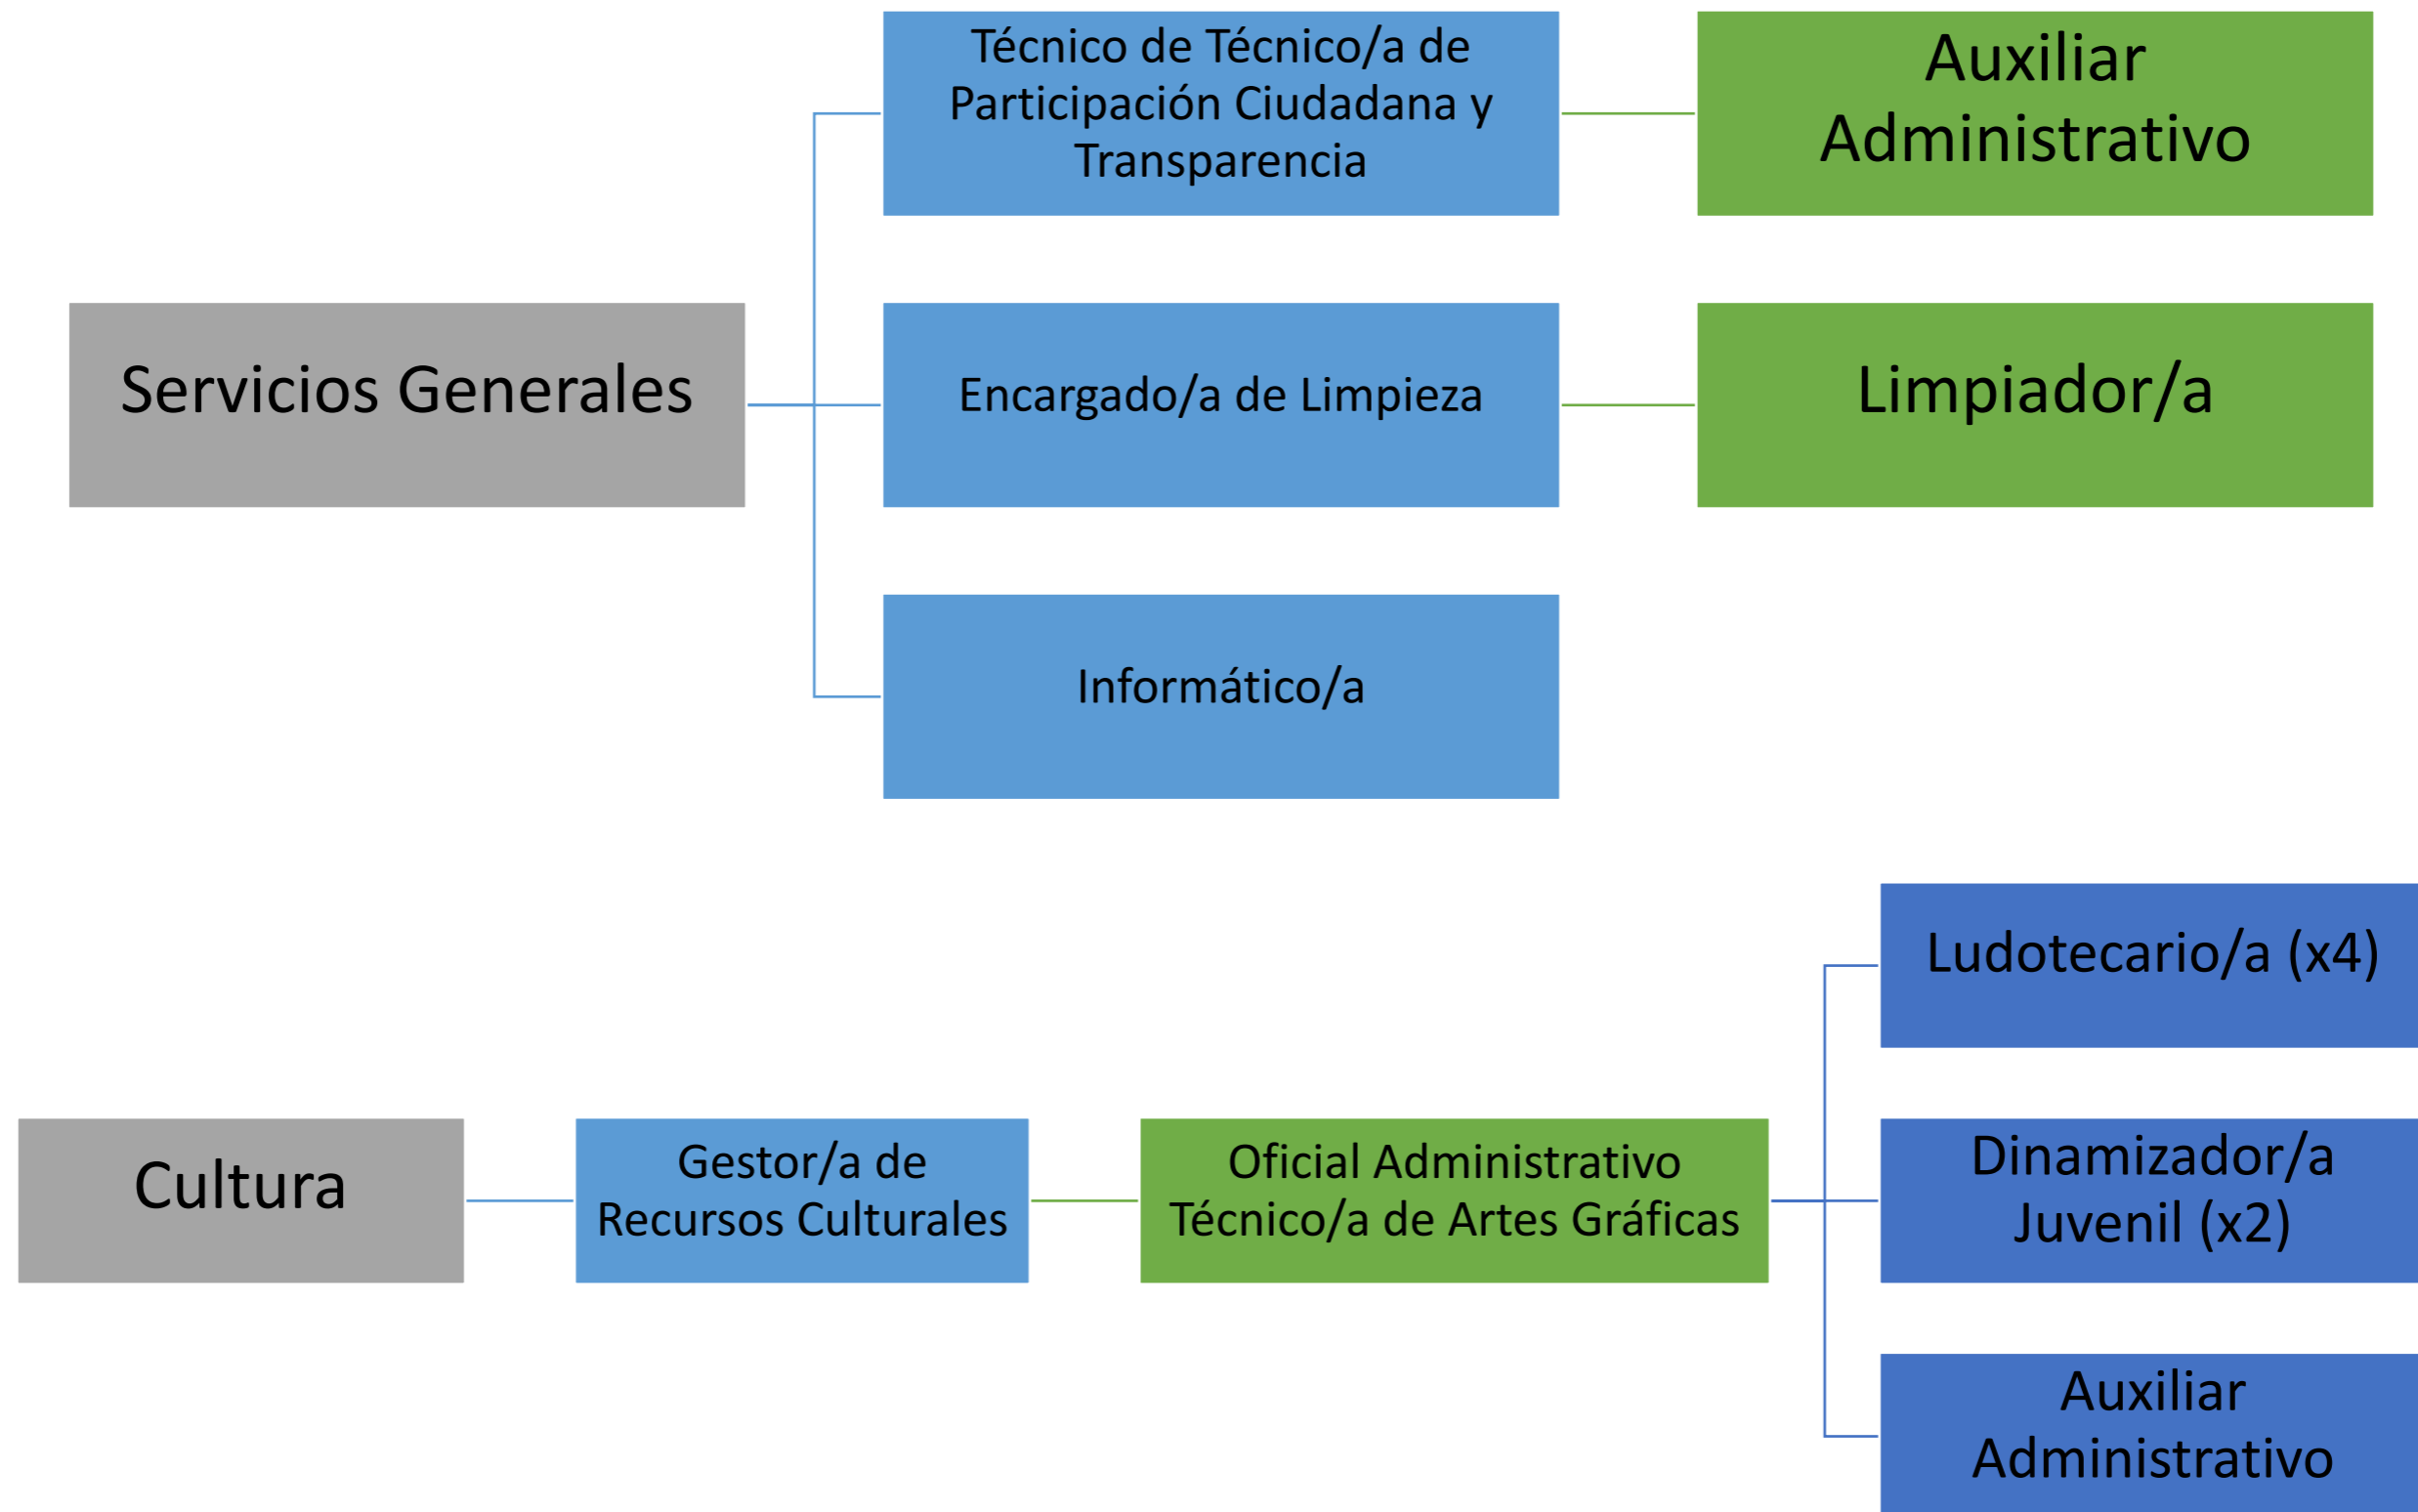 Técnico de Técnico/a de
Participación Ciudadana y
Transparencia
Auxiliar
Administrativo
Servicios Generales
Encargado/a de Limpieza
Limpiador/a
Informático/a
Ludotecario/a (x4)
Cultura
Gestor/a de
Recursos Culturales
Oficial Administrativo
Técnico/a de Artes Gráficas
Dinamizador/a
Juvenil (x2)
Auxiliar
Administrativo